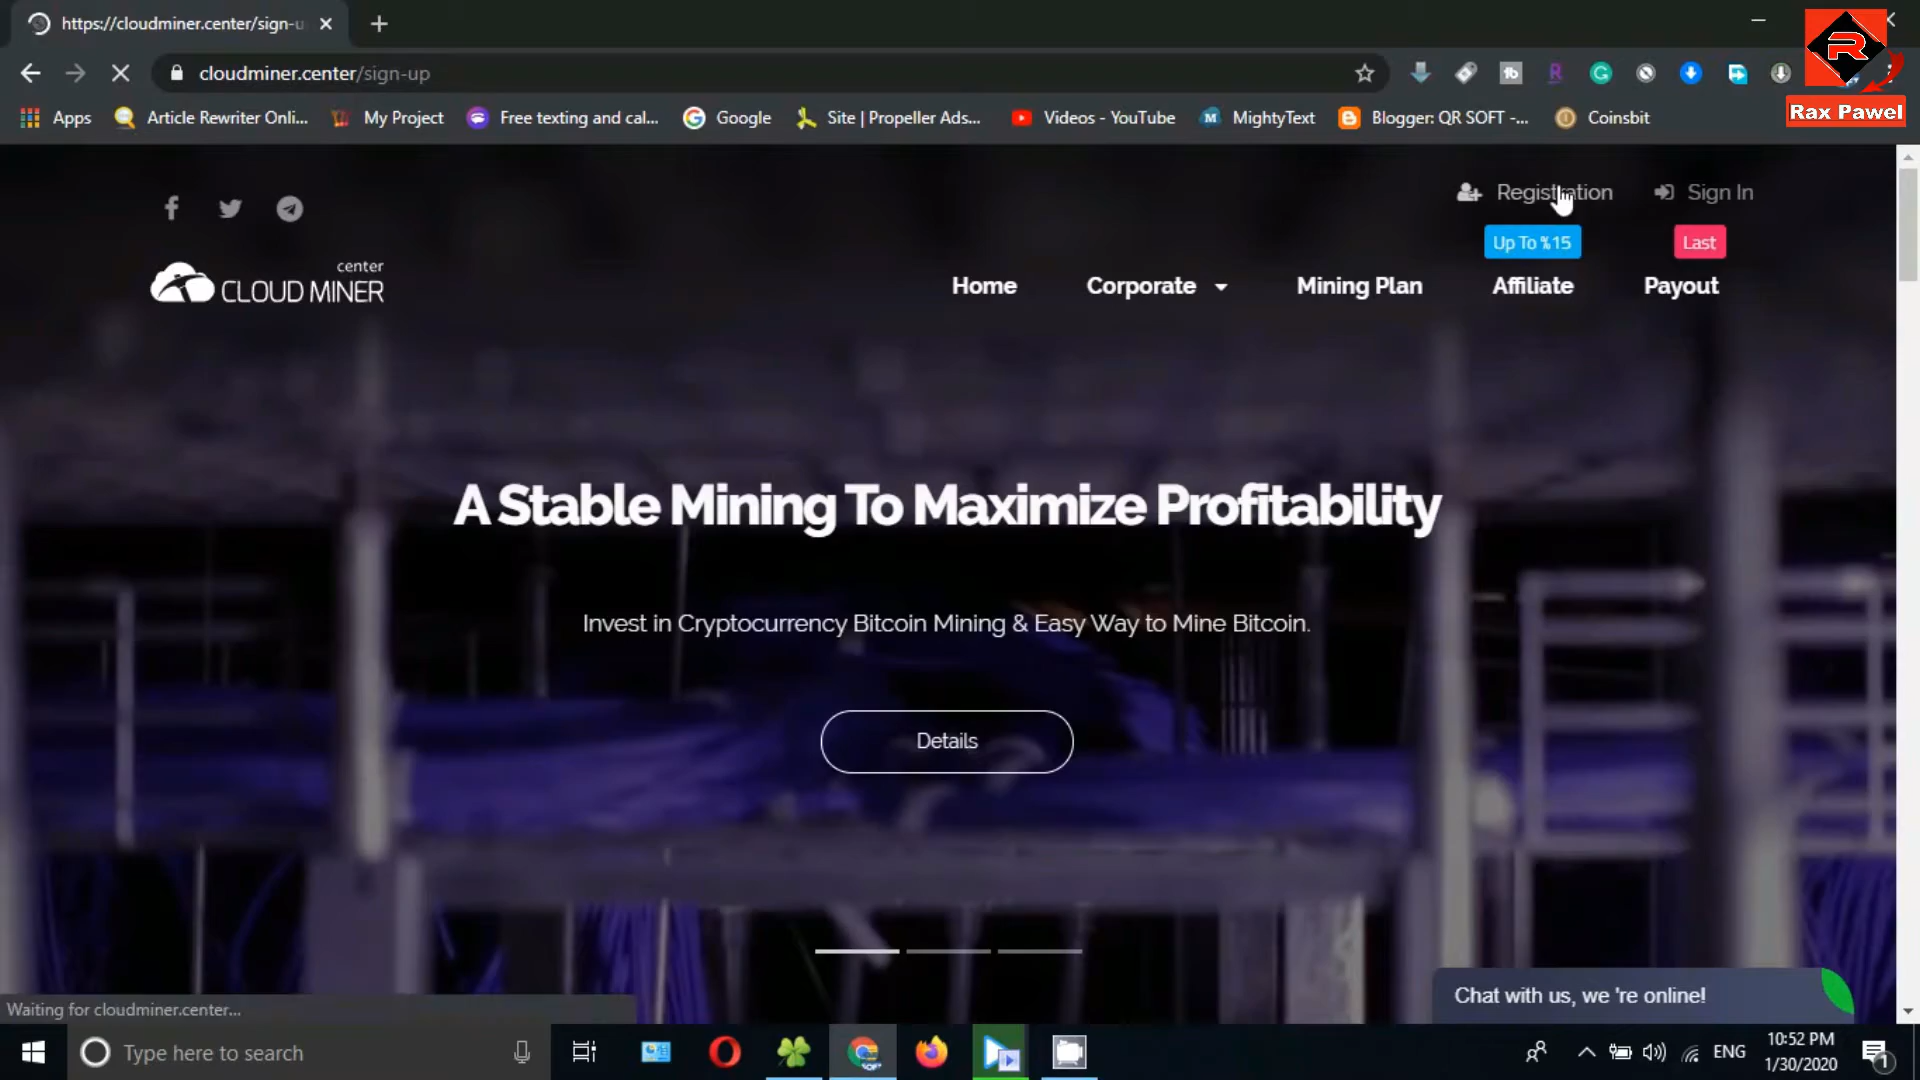 https://cloudminer.center/sign-u
cloudminer.center/sign-up
Apps
Article Rewriter Onli...
My Project
Free texting and cal...
Google
Site | Propeller Ads...
Videos - YouTube
MightyText
Blogger: QR SOFT -...
Coinsbit
R
Rax Pawel
Registration
Sign In
Up To %15
Last
center
CLOUD MINER
Home
Corporate
Mining Plan
Affiliate
Payout
A Stable Mining To Maximize Profitability
Invest in Cryptocurrency Bitcoin Mining & Easy Way to Mine Bitcoin.
Details
Chat with us, we 're online!
Waiting for cloudminer.center...
Type here to search
ENG
10:52 PM
1/30/2020
1